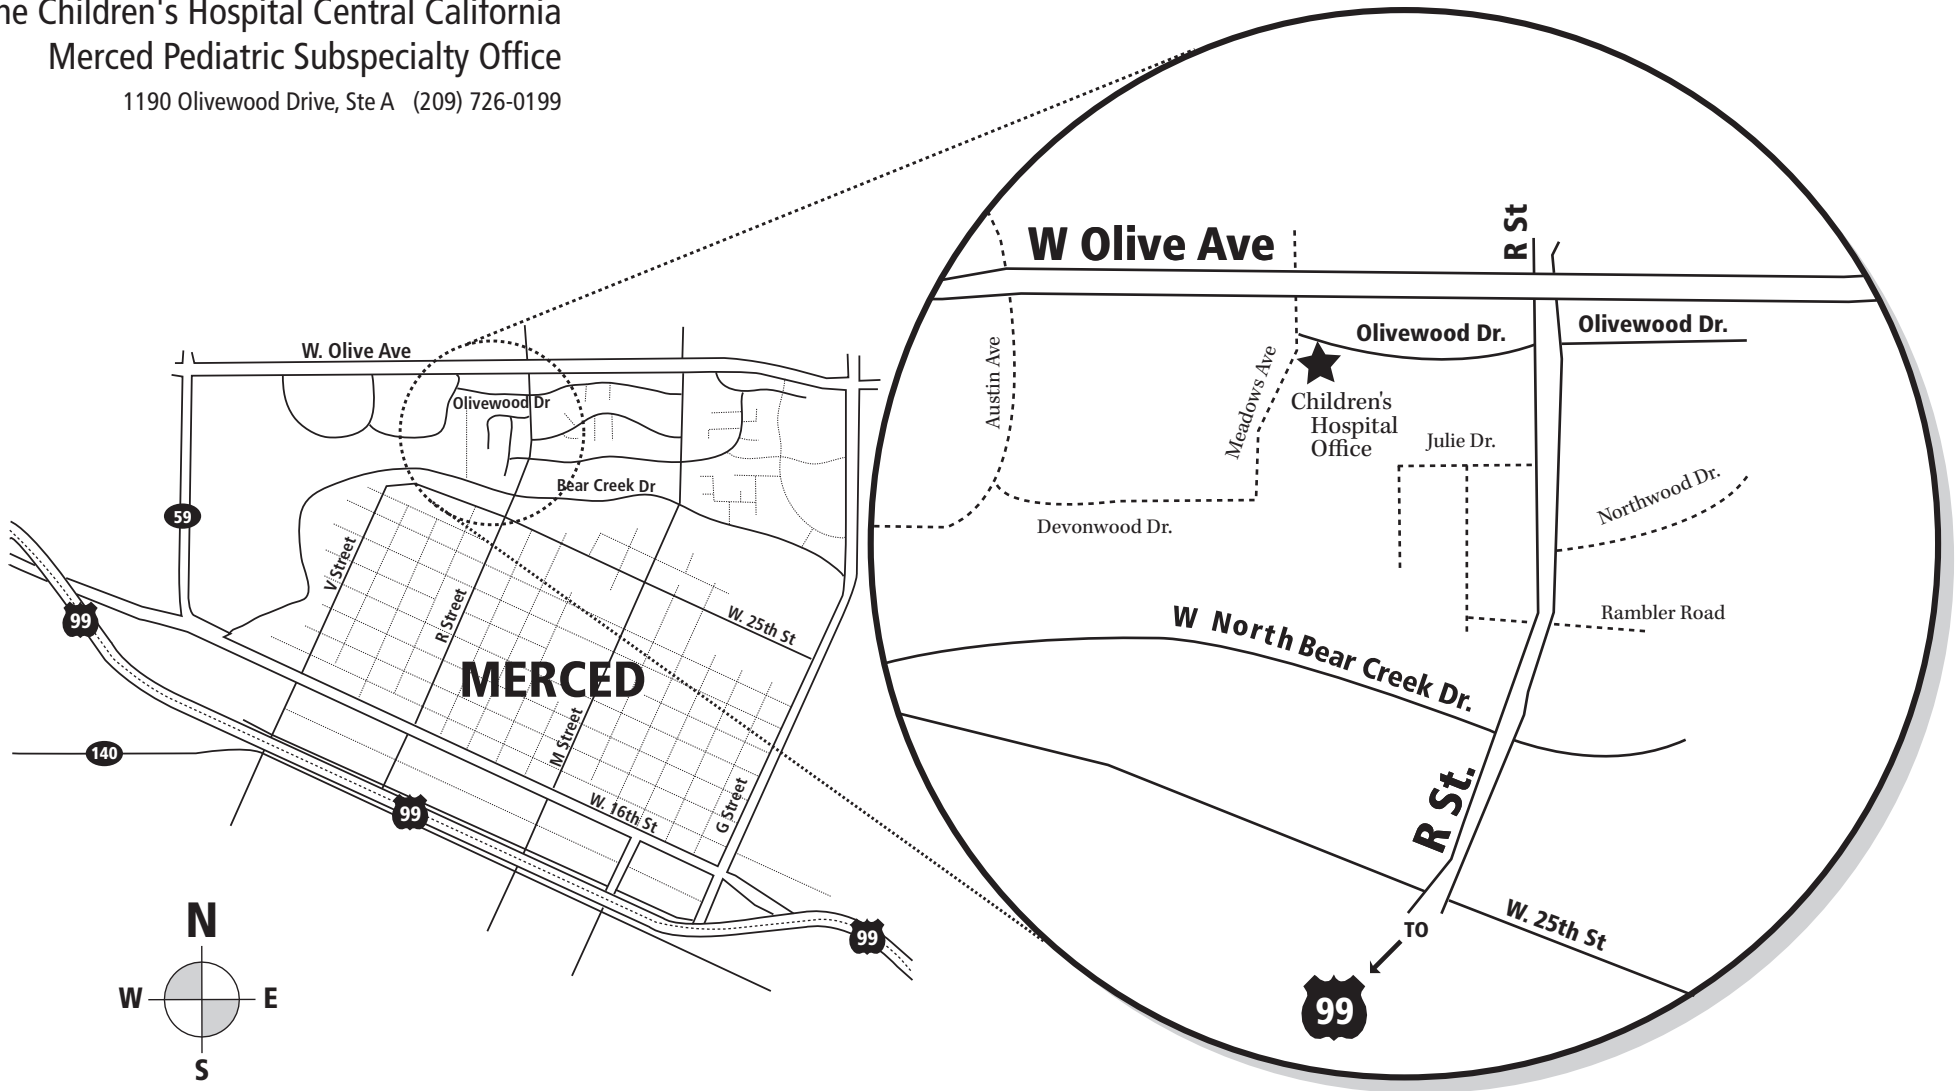 ne Children's Hospital Central California
Merced Pediatric Subspecialty Office
1190 Olivewood Drive, Ste A (209) 726-0199
W. Olive Ave
Olivewood Dr
Bear Creek Dr
59
V Street
R Street
99
W. 25th St
MERCED
M Street
140
99
W. 16th St
G Street
99
N
W
E
S
W Olive Ave
R St
Olivewood Dr.
Olivewood Dr.
Austin Ave
Meadows Ave
Children's
Hospital
Office
Julie Dr.
Northwood Dr.
Devonwood Dr.
Rambler Road
W North Bear Creek Dr.
R St.
W. 25th St
TO
99